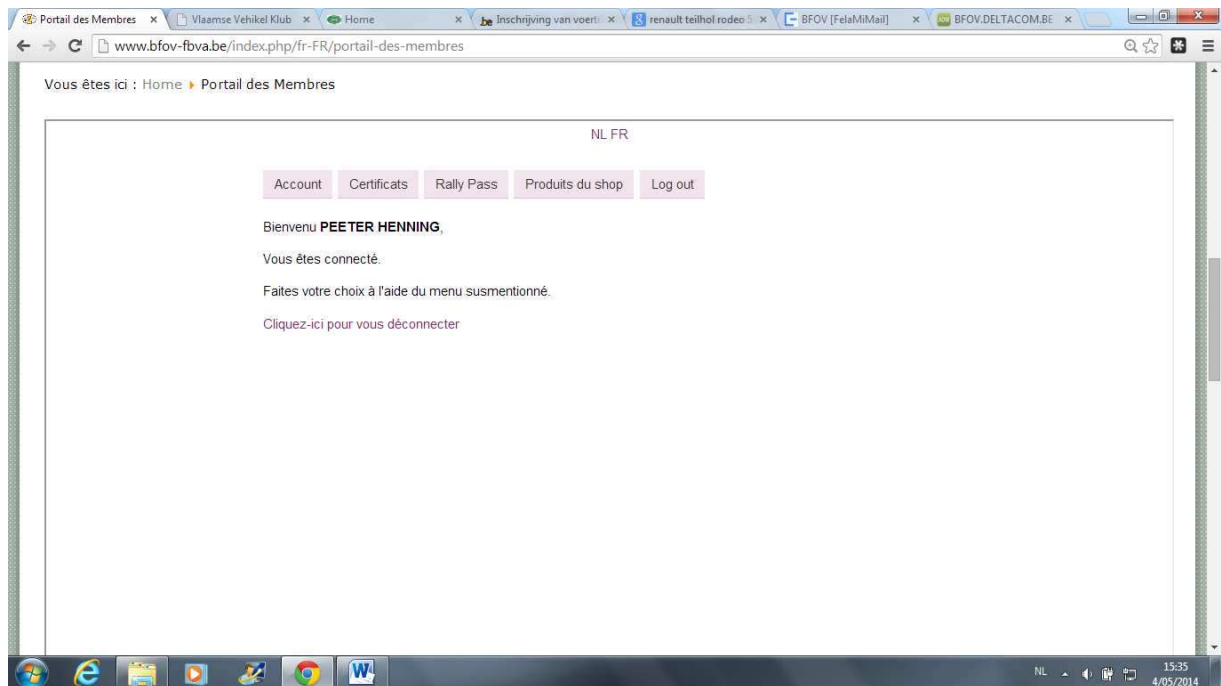 Portail des Membres
Vlaamse Vehikel Klub
Home
be Inschrijving van voert
renault teilhol rodeo 5
BFOV [FelaMiMail]
BFOV.DELTACOM.BE
www.bfov-fbva.be/index.php/fr-FR/portail-des-membres
Vous êtes ici : Home Portail des Membres
NL FR
Account Certificats Rally Pass Produits du shop Log out
Bienvenu PEETER HENNING,
Vous êtes connecté.
Faites votre choix à l'aide du menu susmentionné.
Cliquez-ici pour vous déconnecter
NL
15:35
4/05/2014